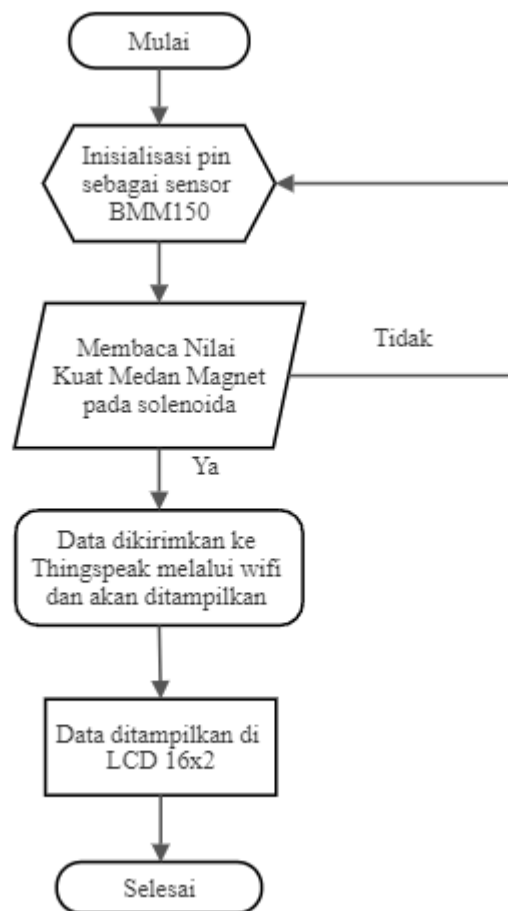 Mulai
Inisialisasi pin
sebagai sensor
BMM150
Membaca Nilai
Kuat Medan Magnet
pada solenoida
Tidak
Ya
Data dikirimkan ke
Thingspeak melalui wifi
dan akan ditampilkan
Data ditampilkan di
LCD 16x2
Selesai